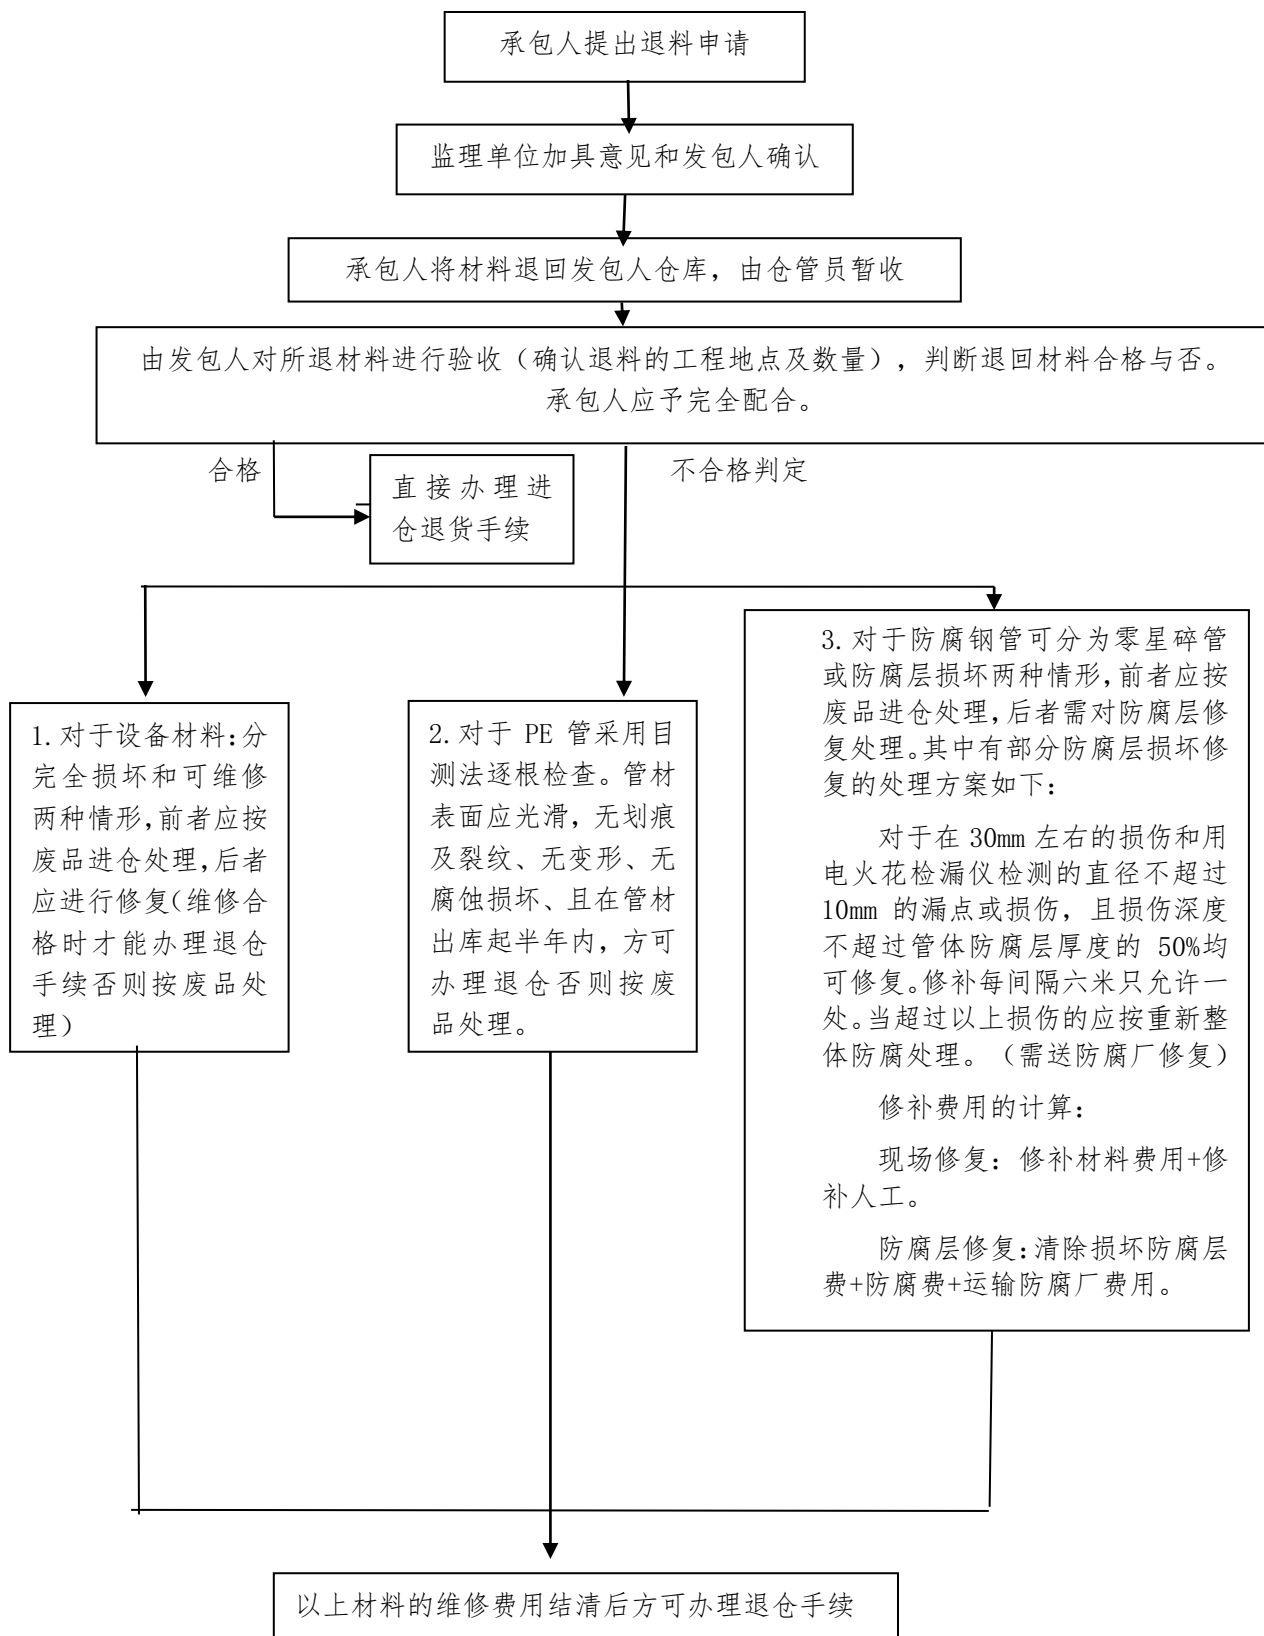 承包人提出退料申请
监理单位加具意见和发包人确认
承包人将材料退回发包人仓库，由仓管员暂收
由发包人对所退材料进行验收（确认退料的工程地点及数量），判断退回材料合格与否。
承包人应予完全配合。
合格
直接办理进
仓退货手续
不合格判定
1.对于设备材料：分
完全损坏和可维修
两种情形，前者应按
废品进仓处理，后者
应进行修复（维修合
格时才能办理退仓
手续否则按废品处
理）
2.对于 PE 管采用目
测法逐根检查。管材
表面应光滑，无划痕
及裂纹、无变形、无
腐蚀损坏、且在管材
出库起半年内，方可
办理退仓否则按废
品处理。
3.对于防腐钢管可分为零星碎管
或防腐层损坏两种情形，前者应按
废品进仓处理，后者需对防腐层修
复处理。其中有部分防腐层损坏修
复的处理方案如下：
对于在 30mm 左右的损伤和用
电火花检漏仪检测的直径不超过
10mm 的漏点或损伤，且损伤深度
不超过管体防腐层厚度的 50%均
可修复。修补每间隔六米只允许一
处。当超过以上损伤的应按重新整
体防腐处理。（需送防腐厂修复）
修补费用的计算：
现场修复：修补材料费用+修
补人工。
防腐层修复：清除损坏防腐层
费+防腐费+运输防腐厂费用。
以上材料的维修费用结清后方可办理退仓手续